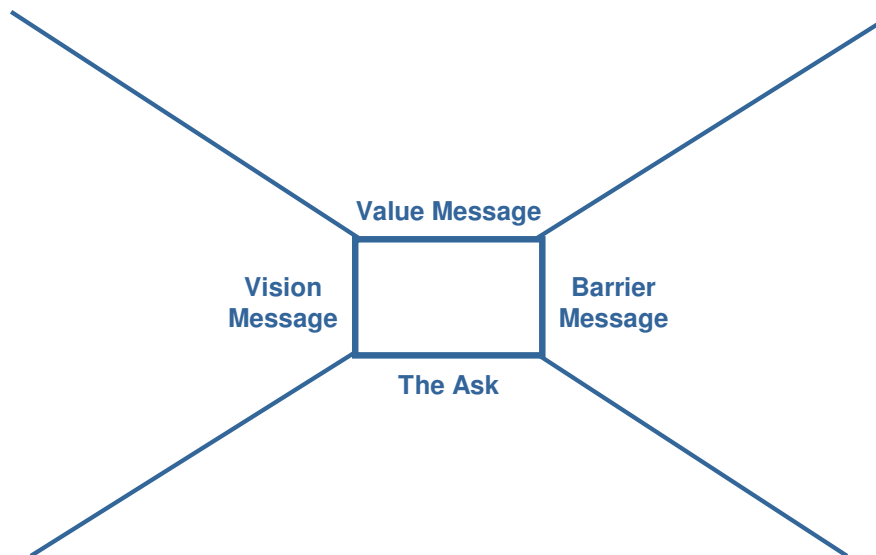 Value Message
Vision
Message
Barrier
Message
The Ask